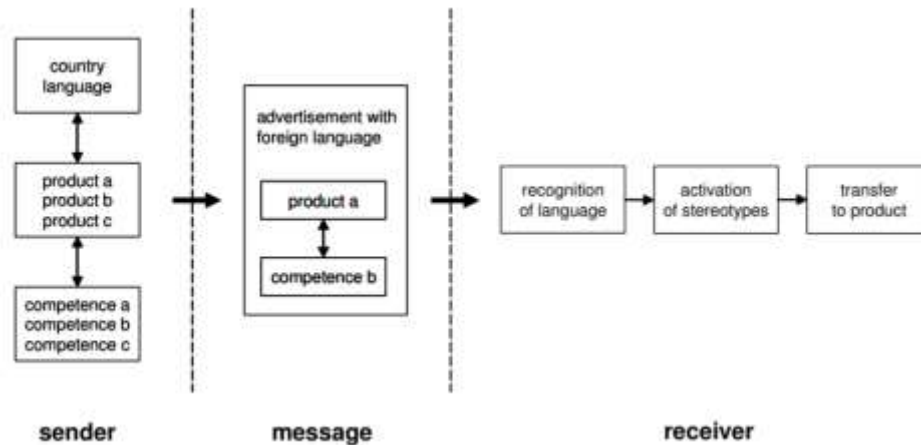 country
language
product a
product b
product c
competence a
competence b
competence c
sender
advertisement with
foreign language
product a
competence b
message
recognition
of language
activation
of stereotypes
transfer
to product
receiver